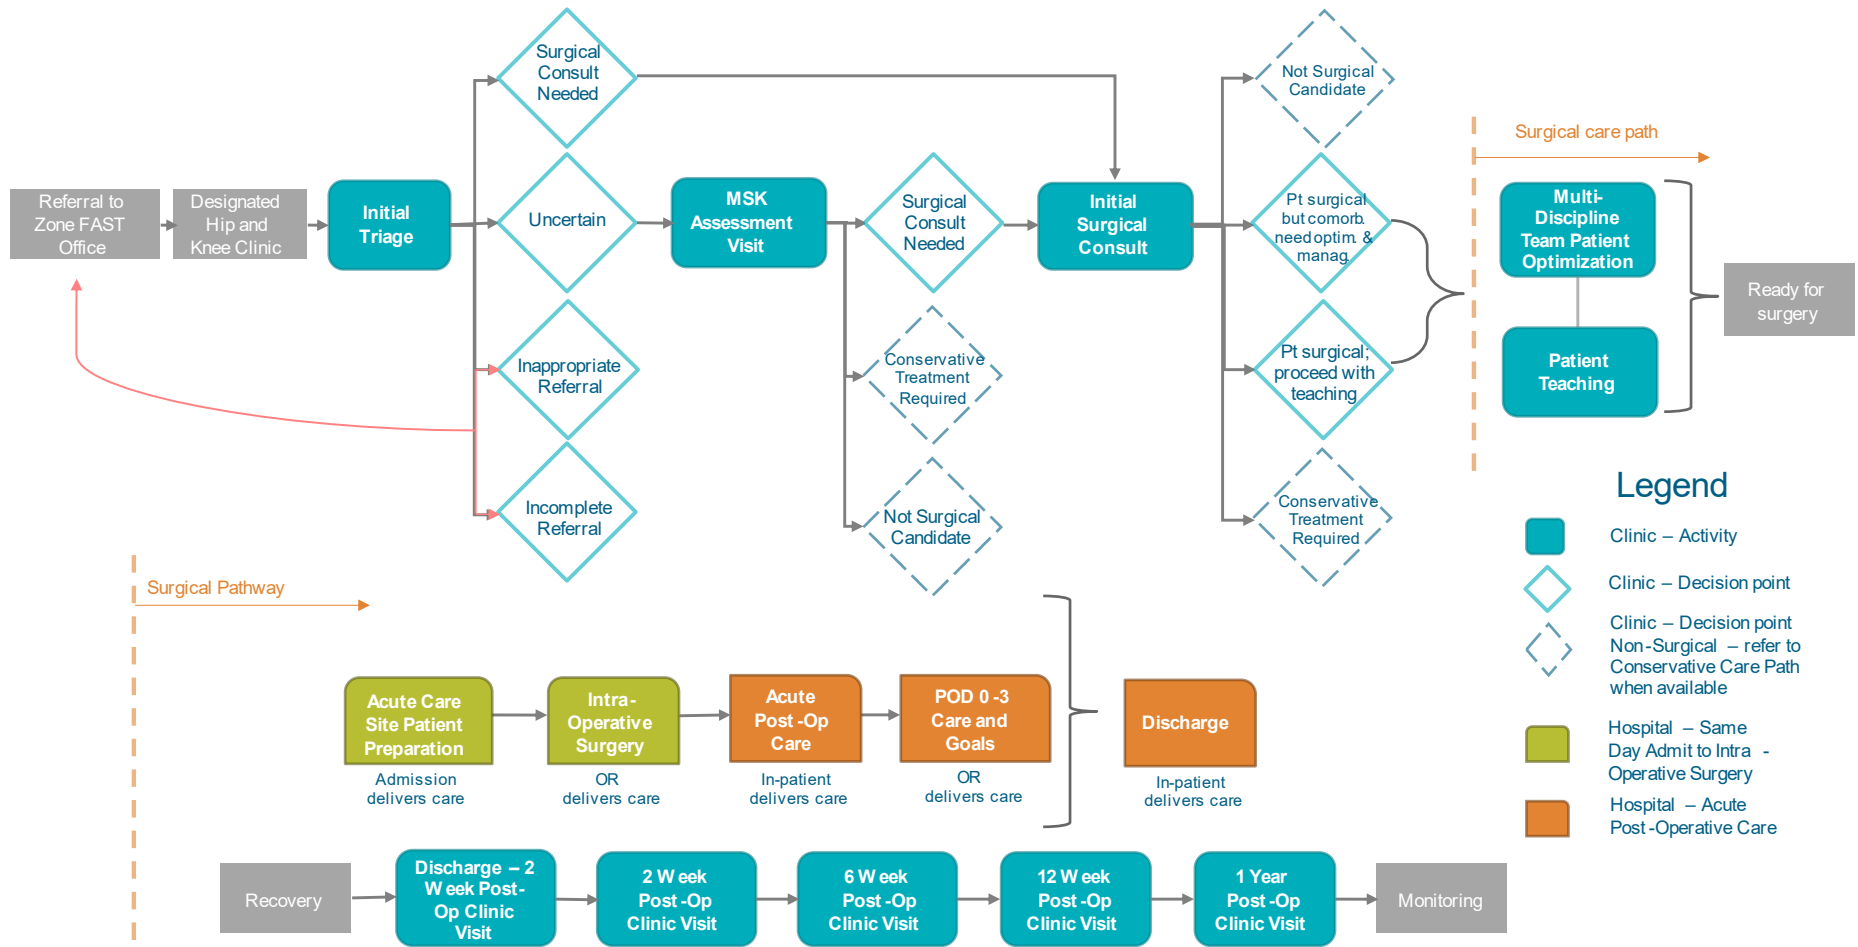 Surgical
Consult
Needed
Not Surgical
Candidate
Surgical care path
Referral to
Zone FAST
Office
Designated
Hip and
Knee Clinic
Initial
Triage
Uncertain
MSK
Assessment
Visit
Surgical
Consult
Needed
Initial
Surgical
Consult
Pt surgical
but comorb.
need optim. &
manag.
Multi-
Discipline
Team Patient
Optimization
Ready for
surgery
Inappropriate
Referral
Conservative
Treatment
Required
Pt surgical;
proceed with
teaching
Patient
Teaching
Incomplete
Referral
Not Surgical
Candidate
Conservative
Treatment
Required
Legend
Clinic – Activity
Clinic – Decision point
Clinic – Decision point
Non-Surgical – refer to
Conservative Care Path
when available
Hospital – Same
Day Admit to Intra -
Operative Surgery
Hospital – Acute
Post-Operative Care
Surgical Pathway
Acute Care
Site Patient
Preparation
Admission
delivers care
Intra-
Operative
Surgery
OR
delivers care
Acute
Post-Op
Care
In-patient
delivers care
POD 0-3
Care and
Goals
OR
delivers care
Discharge
In-patient
delivers care
Recovery
Discharge – 2
Week Post-
Op Clinic
Visit
2 Week
Post-Op
Clinic Visit
6 Week
Post-Op
Clinic Visit
12 Week
Post-Op
Clinic Visit
1 Year
Post-Op
Clinic Visit
Monitoring